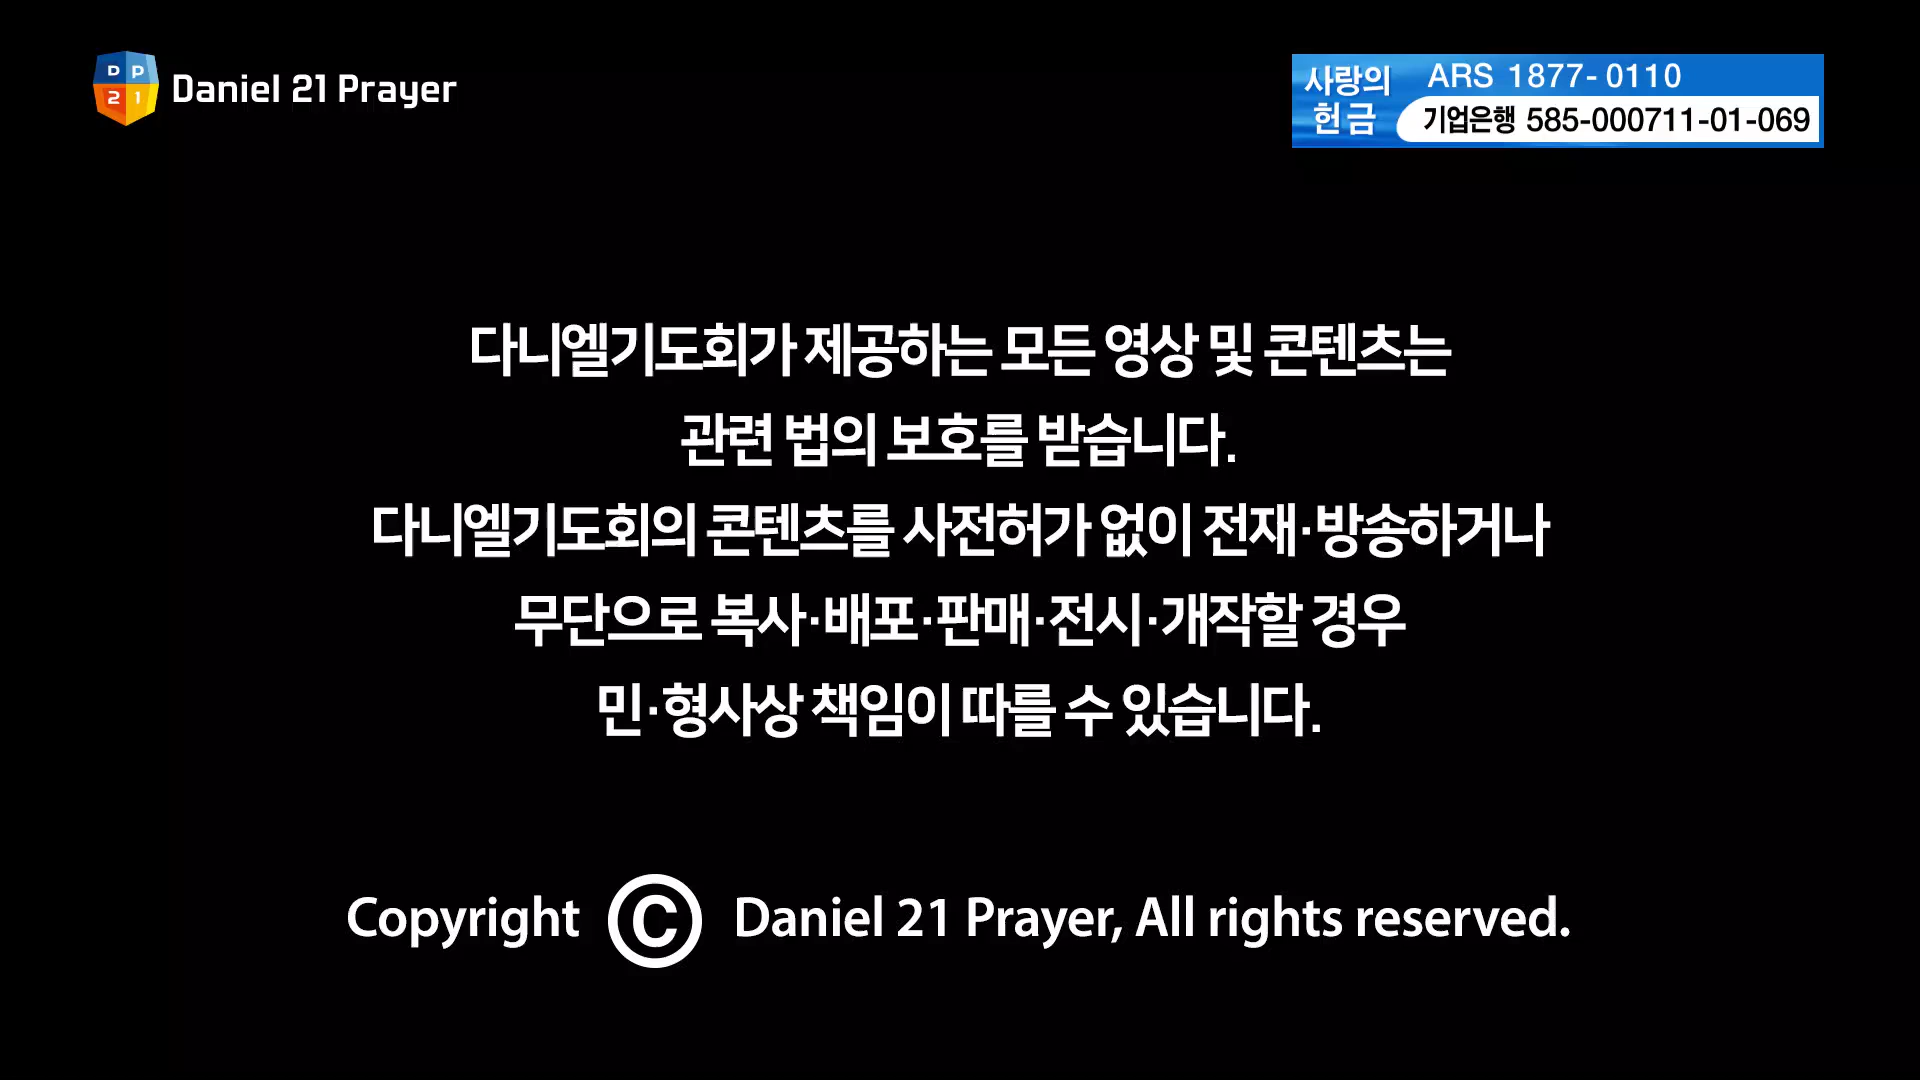 DP
21
Daniel 21 Prayer
사랑의
헌금
ARS 1877-0110
기업은행 585-000711-01-069
다니엘기도회가 제공하는 모든 영상 및 콘텐츠는
관련 법의 보호를 받습니다.
다니엘기도회의 콘텐츠를 사전허가 없이 전재·방송하거나
무단으로 복사·배포·판매·전시·개작할 경우
민·형사상 책임이 따를 수 있습니다.
Copyright © Daniel 21 Prayer, All rights reserved.